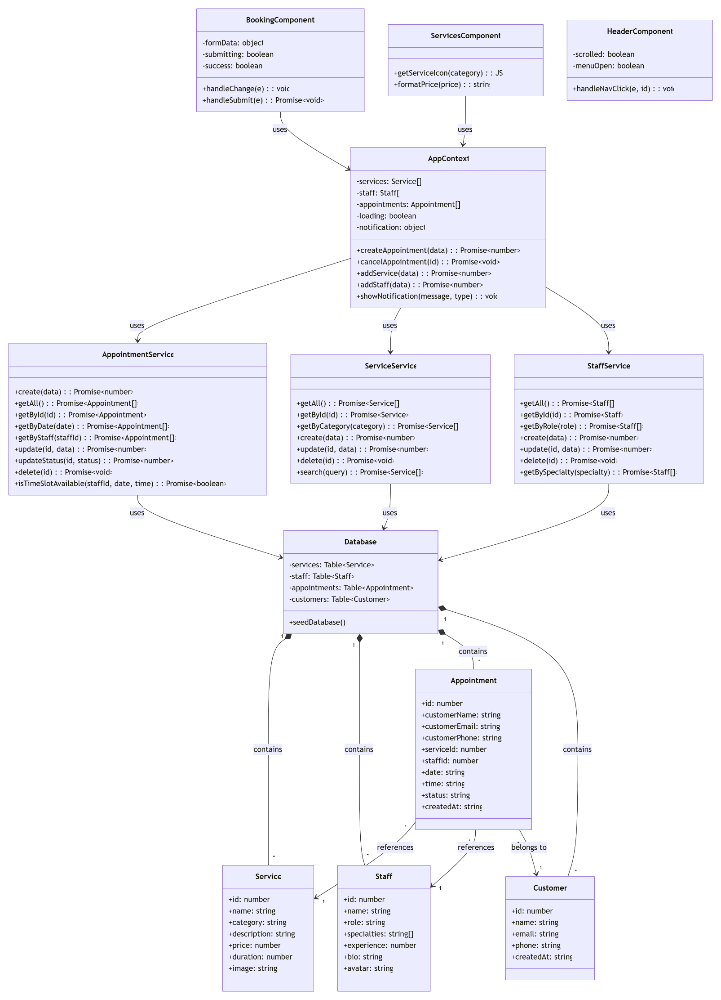 BookingComponent
-formData: object
-submitting: boolean
-success: boolean
+handleChange(e) : : void
+handleSubmit(e) : : Promise<void>
ServicesComponent
+getServiceIcon(category) : : JS
+formatPrice(price) : : string
HeaderComponent
-scrolled: boolean
-menuOpen: boolean
+handleNavClick(e, id) : : void
uses
uses
AppContext
-services: Service[]
-staff: Staff[
-appointments: Appointment[]
-loading: boolean
-notification: object
+createAppointment(data) : : Promise<number>
+cancelAppointment(id) : : Promise<void>
+addService(data) : : Promise<number>
+addStaff(data) : : Promise<number>
+showNotification(message, type) : : void
uses
uses
uses
AppointmentService
+create(data) : : Promise<number>
+getAll() : : Promise<Appointment[]>
+getById(id) : : Promise<Appointment>
+getByDate(date) : : Promise<Appointment[]>
+getByStaff(staffId) : : Promise<Appointment[]>
+update(id, data) : : Promise<number>
+updateStatus(id, status) : : Promise<number>
+delete(id) : : Promise<void>
+isTimeSlotAvailable(staffId, date, time) : : Promise<boolean>
ServiceService
+getAll() : : Promise<Service[]
+getById(id) : : Promise<Service>
+getByCategory(category) : : Promise<Service[]
+create(data) : : Promise<number>
+update(id, data) : : Promise<number>
+delete(id) : : Promise<void>
+search(query) : : Promise<Service[]>
StaffService
+getAll() : : Promise<Staff[]
+getById(id) : : Promise<Staff>
+getByRole(role) : : Promise<Staff[]>
+create(data) : : Promise<number>
+update(id, data) : : Promise<number>
+delete(id) : : Promise<void>
+getBySpecialty(specialty) : : Promise<Staff[]>
uses
uses
uses
Database
-services: Table<Service>
-staff: Table<Staff>
-appointments: Table<Appointment>
-customers: Table<Customer>
+seedDatabase()
1
1
1
1
contains
*
Appointment
+id: number
+customerName: string
+customerEmail: string
+customerPhone: string
+serviceId: number
+staffId: number
+date: string
+time: string
+status: string
+createdAt: string
contains
contains
contains
*
*
*
references
references
belongs to
*
*
1
*
1
1
Service
+id: number
+name: string
+category: string
+description: string
+price: number
+duration: number
+image: string
Staff
+id: number
+name: string
+role: string
+specialties: string[]
+experience: number
+bio: string
+avatar: string
*
Customer
+id: number
+name: string
+email: string
+phone: string
+createdAt: string